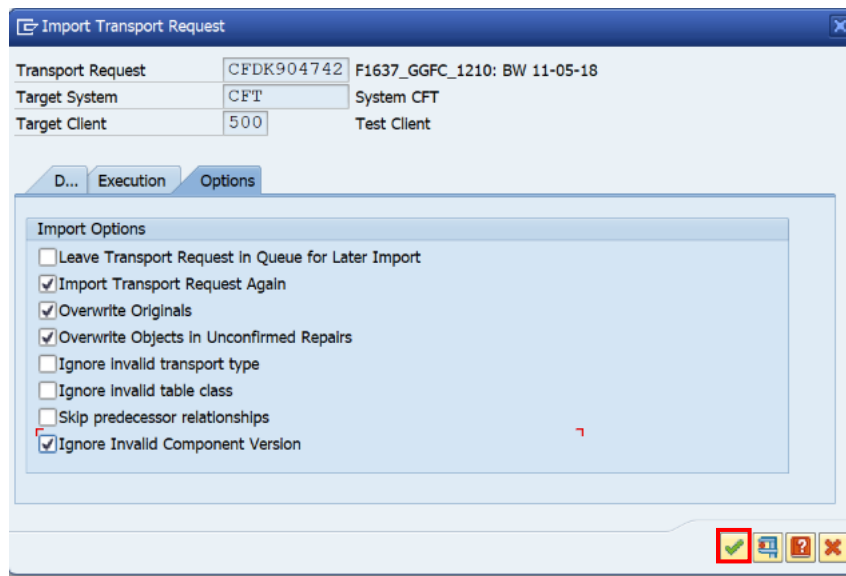 Import Transport Request
Transport Request CFDK904742 F1637_GGFC_1210: BW 11-05-18
Target System CFT System CFT
Target Client 500 Test Client
D... Execution Options
Import Options
Leave Transport Request in Queue for Later Import
Import Transport Request Again
Overwrite Originals
Overwrite Objects in Unconfirmed Repairs
Ignore invalid transport type
Ignore invalid table class
Skip predecessor relationships
Ignore Invalid Component Version